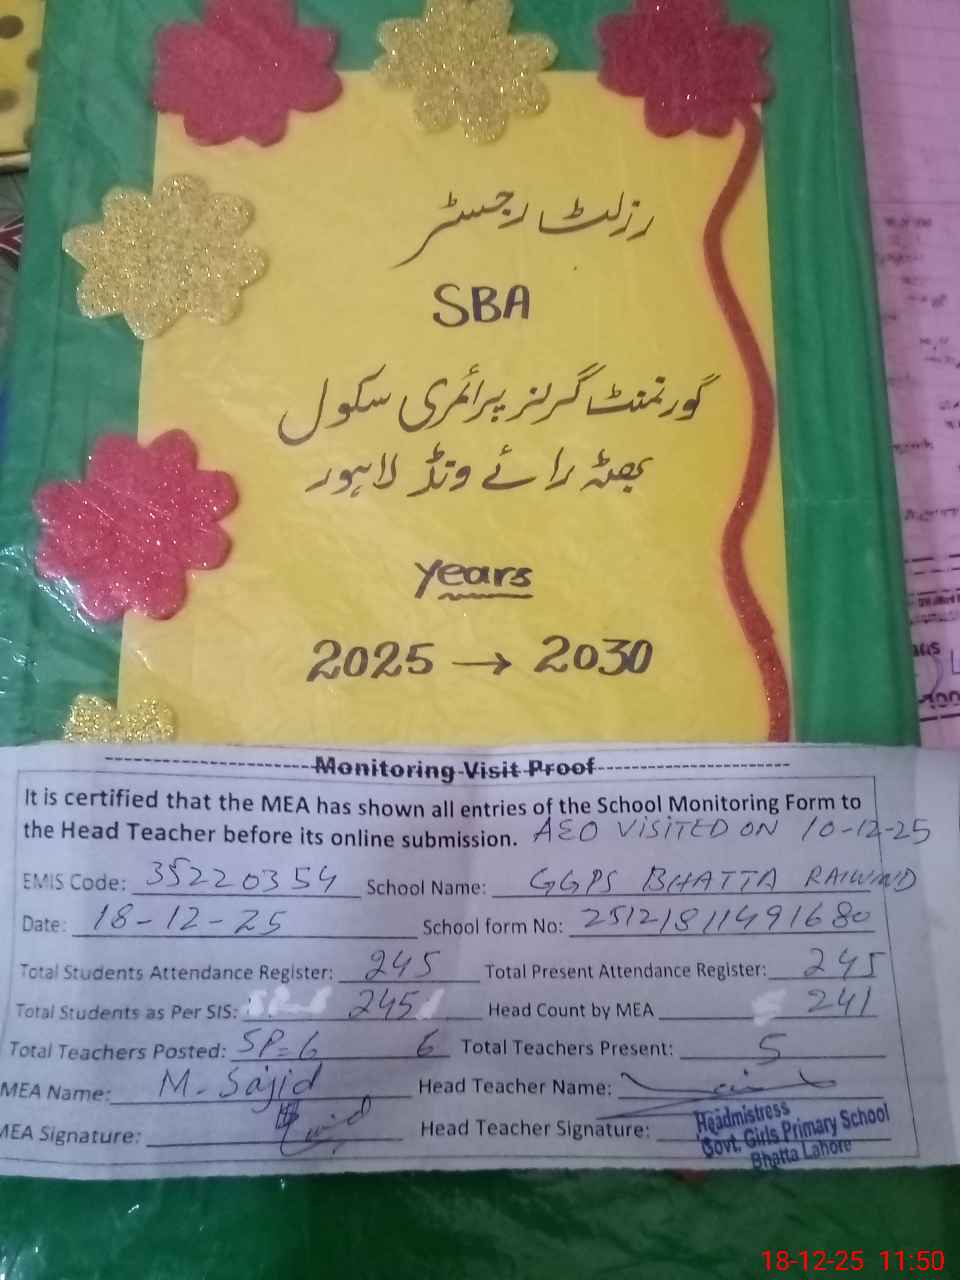 رزلٹ رجسٹر
SBA
گورنمنٹ گرلز پرائمری سکول
بھٹہ رائے ونڈ لاہور
Years
2025 → 2030
Monitoring Visit Proof
It is certified that the MEA has shown all entries of the School Monitoring Form to
the Head Teacher before its online submission. AEO VISITED ON 10-12-25
EMIS Code: 35220354 School Name: GGPS BHATTA RAIWIND
Date: 18-12-25 School form No: 25121811491680
Total Students Attendance Register: 245 Total Present Attendance Register: 245
Total Students as Per SIS: 245 Head Count by MEA 241
Total Teachers Posted: SP=6 6 Total Teachers Present: 5
MEA Name: M. Sajid Head Teacher Name:
MEA Signature: Head Teacher Signature:
Headmistress
Govt. Girls Primary School
Bhatta Lahore
18-12-25 11:50